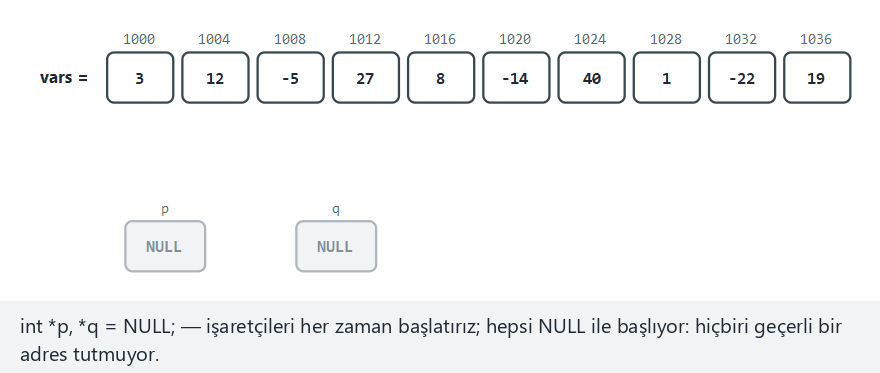 1000 1004 1008 1012 1016 1020 1024 1028 1032 1036
vars = 3 12 -5 27 8 -14 40 1 -22 19
p q
NULL NULL
int *p, *q = NULL; — işaretçileri her zaman başlatırız; hepsi NULL ile başlıyor: hiçbiri geçerli bir
adres tutmuyor.